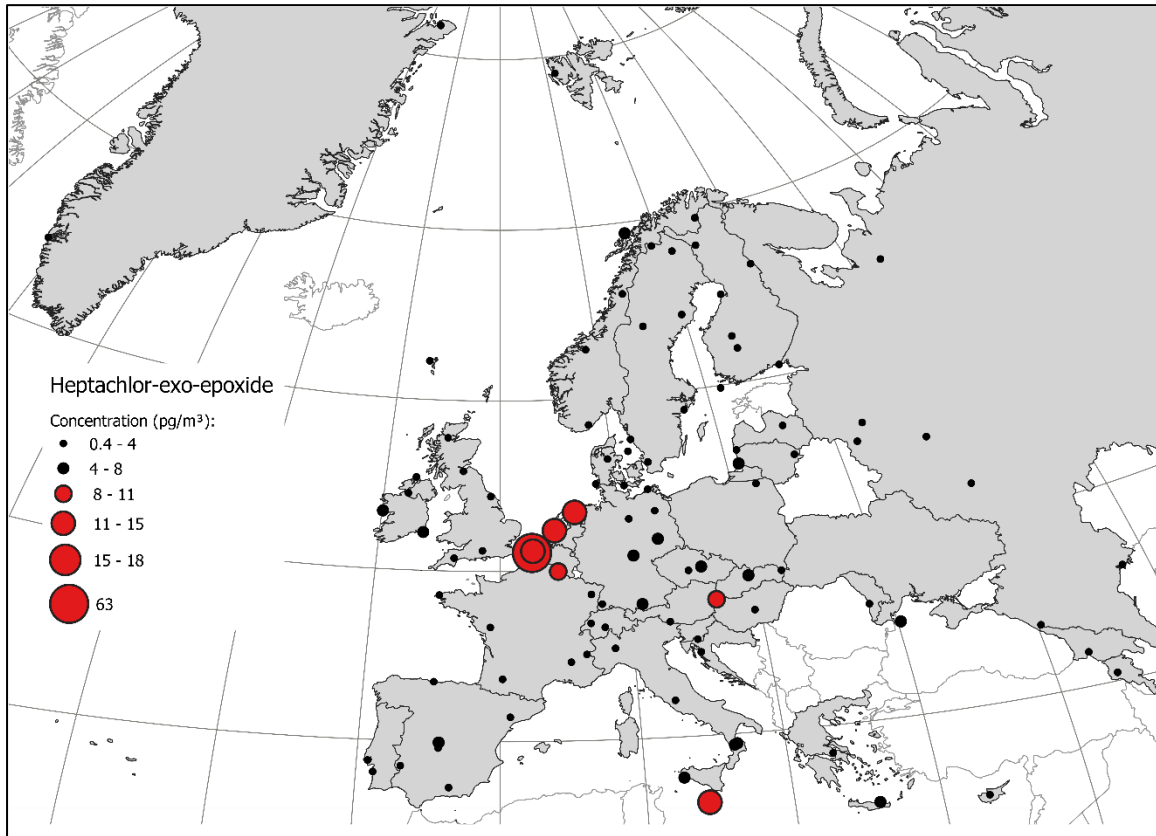 Heptachlor-exo-epoxide
Concentration (pg/m³):
0.4 - 4
4 - 8
8 - 11
11 - 15
15 - 18
63